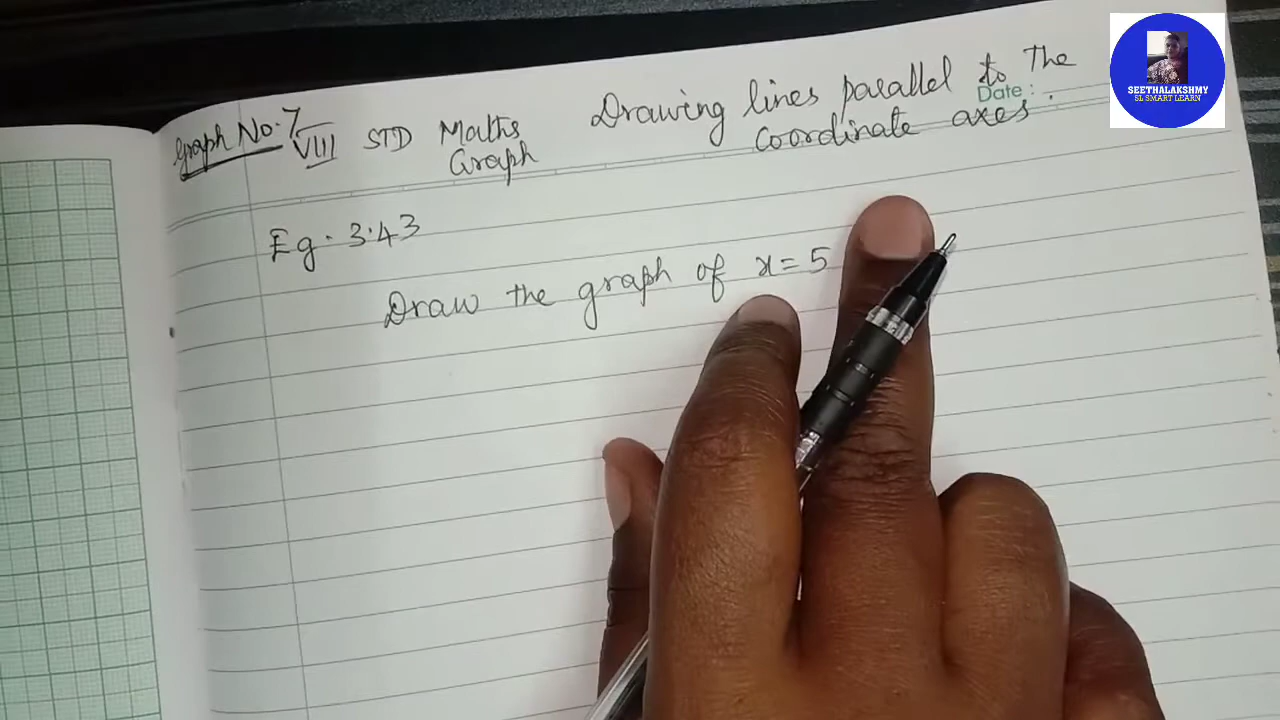 Graph No. 7
VIII STD Maths Graph
Drawing lines parallel to the
Date :
Coordinate axes.
Eg. 3.43
Draw the graph of x = 5
SEETHALAKSHMY
SL SMART LEARN